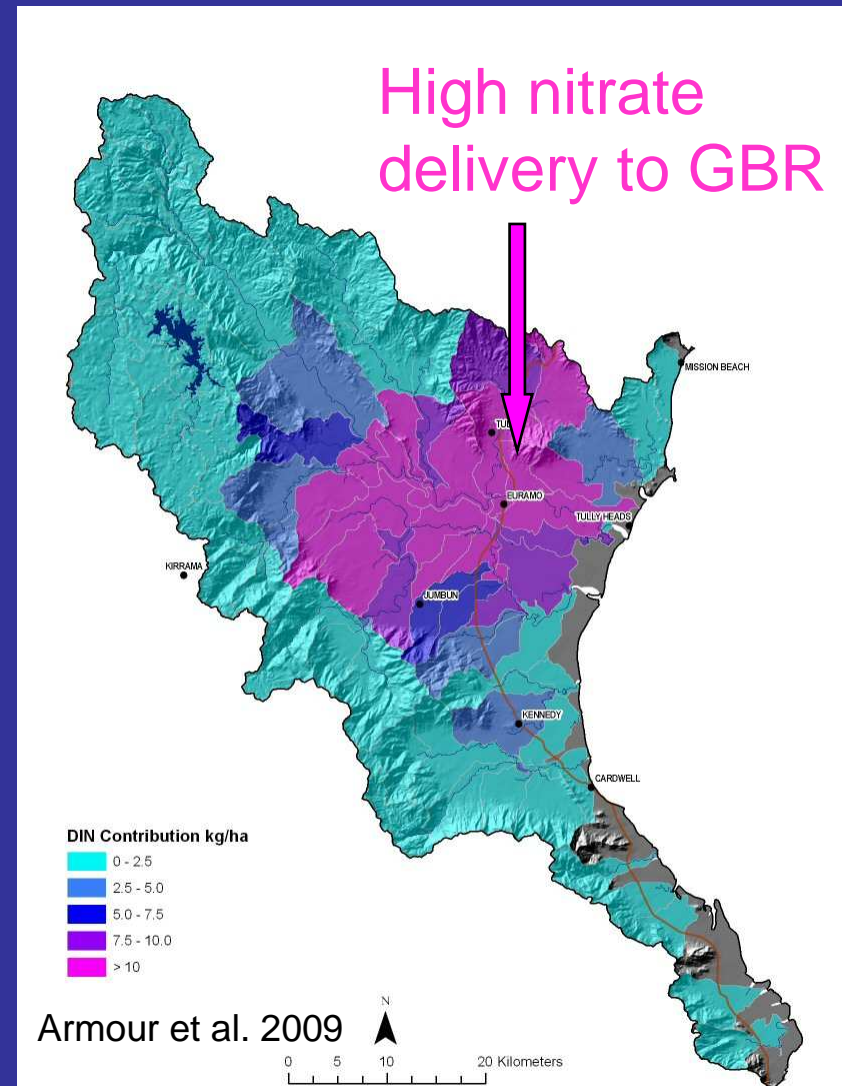 High nitrate
delivery to GBR
MISSION BEACH
EURAMO
TULLY HEADS
KIRRAMA
JUMBUN
KENNEDY
CARDWELL
DIN Contribution kg/ha
0 - 2.5
2.5 - 5.0
5.0 - 7.5
7.5 - 10.0
> 10
N
Armour et al. 2009
0 5 10 20 Kilometers